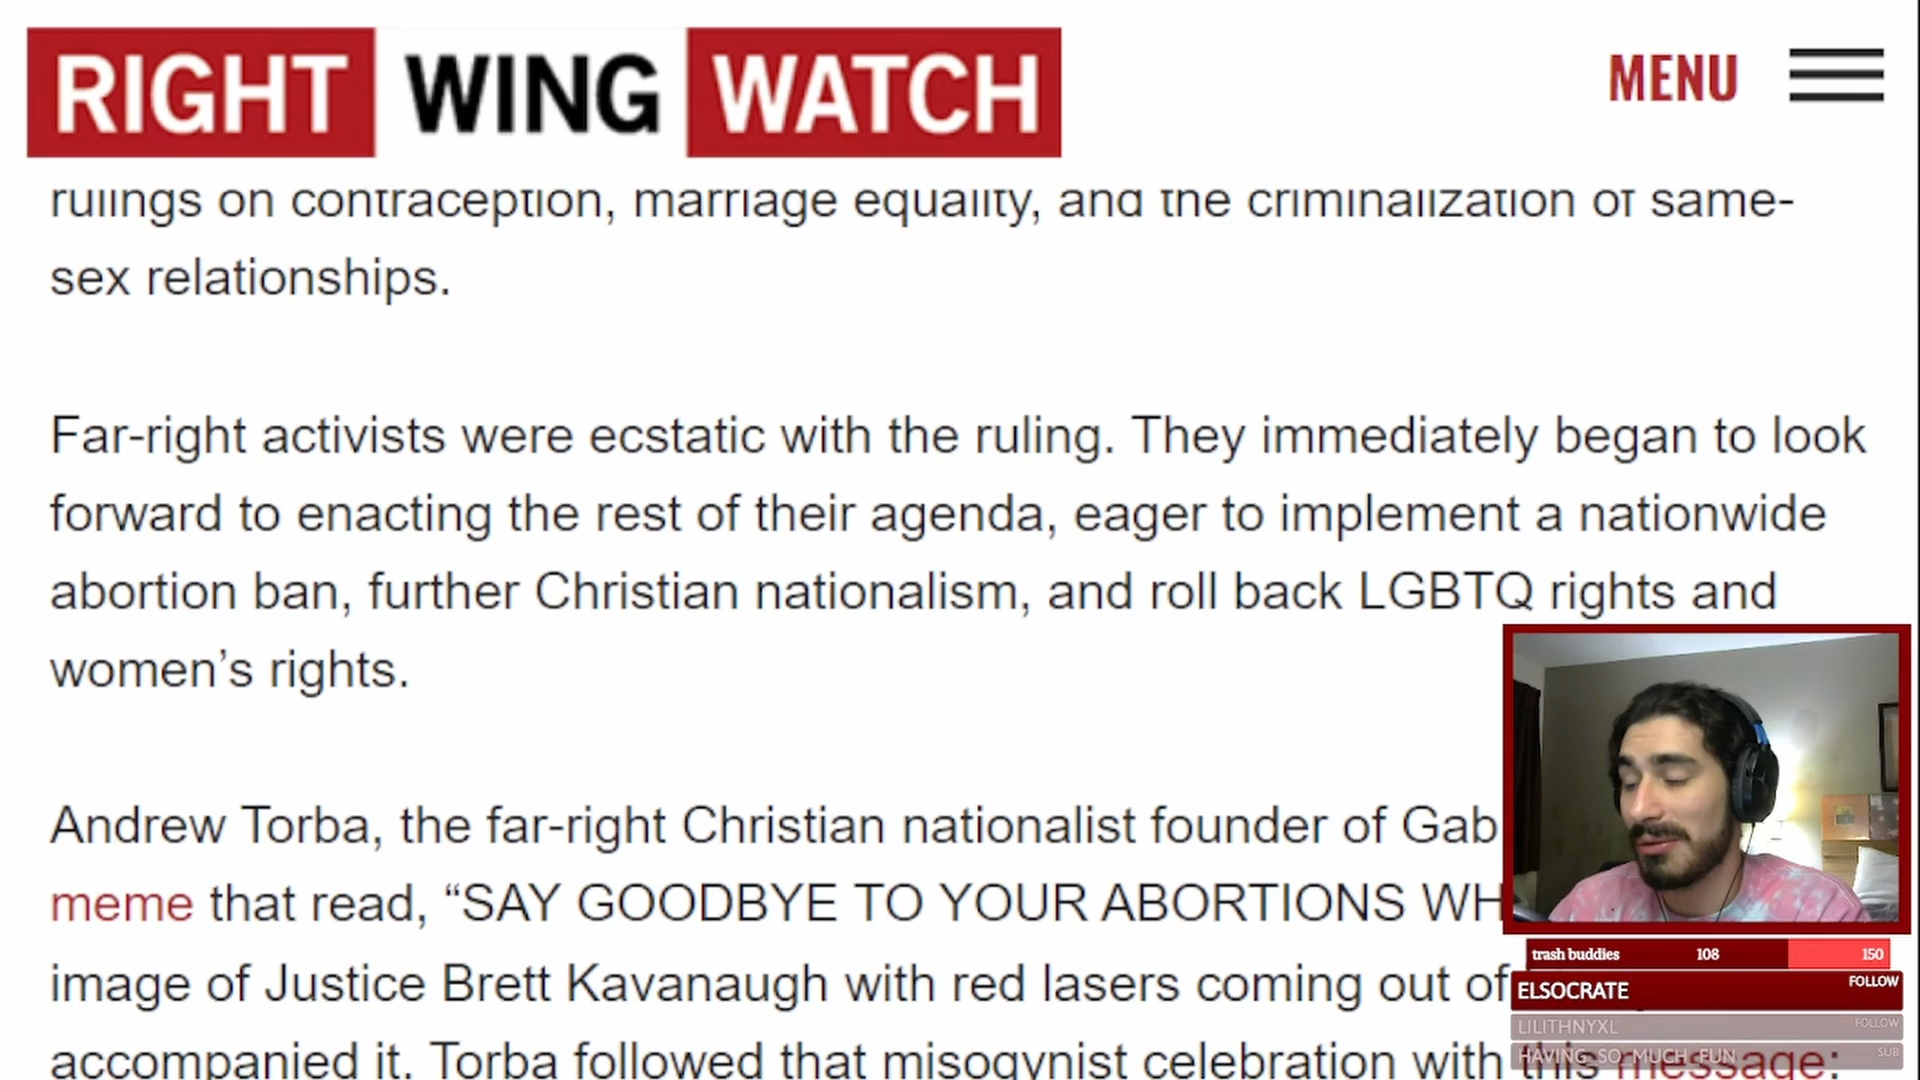 RIGHT WING WATCH
MENU
rulings on contraception, marriage equality, and the criminalization of same-
sex relationships.
Far-right activists were ecstatic with the ruling. They immediately began to look
forward to enacting the rest of their agenda, eager to implement a nationwide
abortion ban, further Christian nationalism, and roll back LGBTQ rights and
women’s rights.
Andrew Torba, the far-right Christian nationalist founder of Gab
meme that read, “SAY GOODBYE TO YOUR ABORTIONS WH
image of Justice Brett Kavanaugh with red lasers coming out of
accompanied it. Torba followed that misogynist celebration with this message:
trash buddies 108 150
ELSOCRATE FOLLOW
LILITHNYXL FOLLOW
HAVING_SO_MUCH_FUN SUB